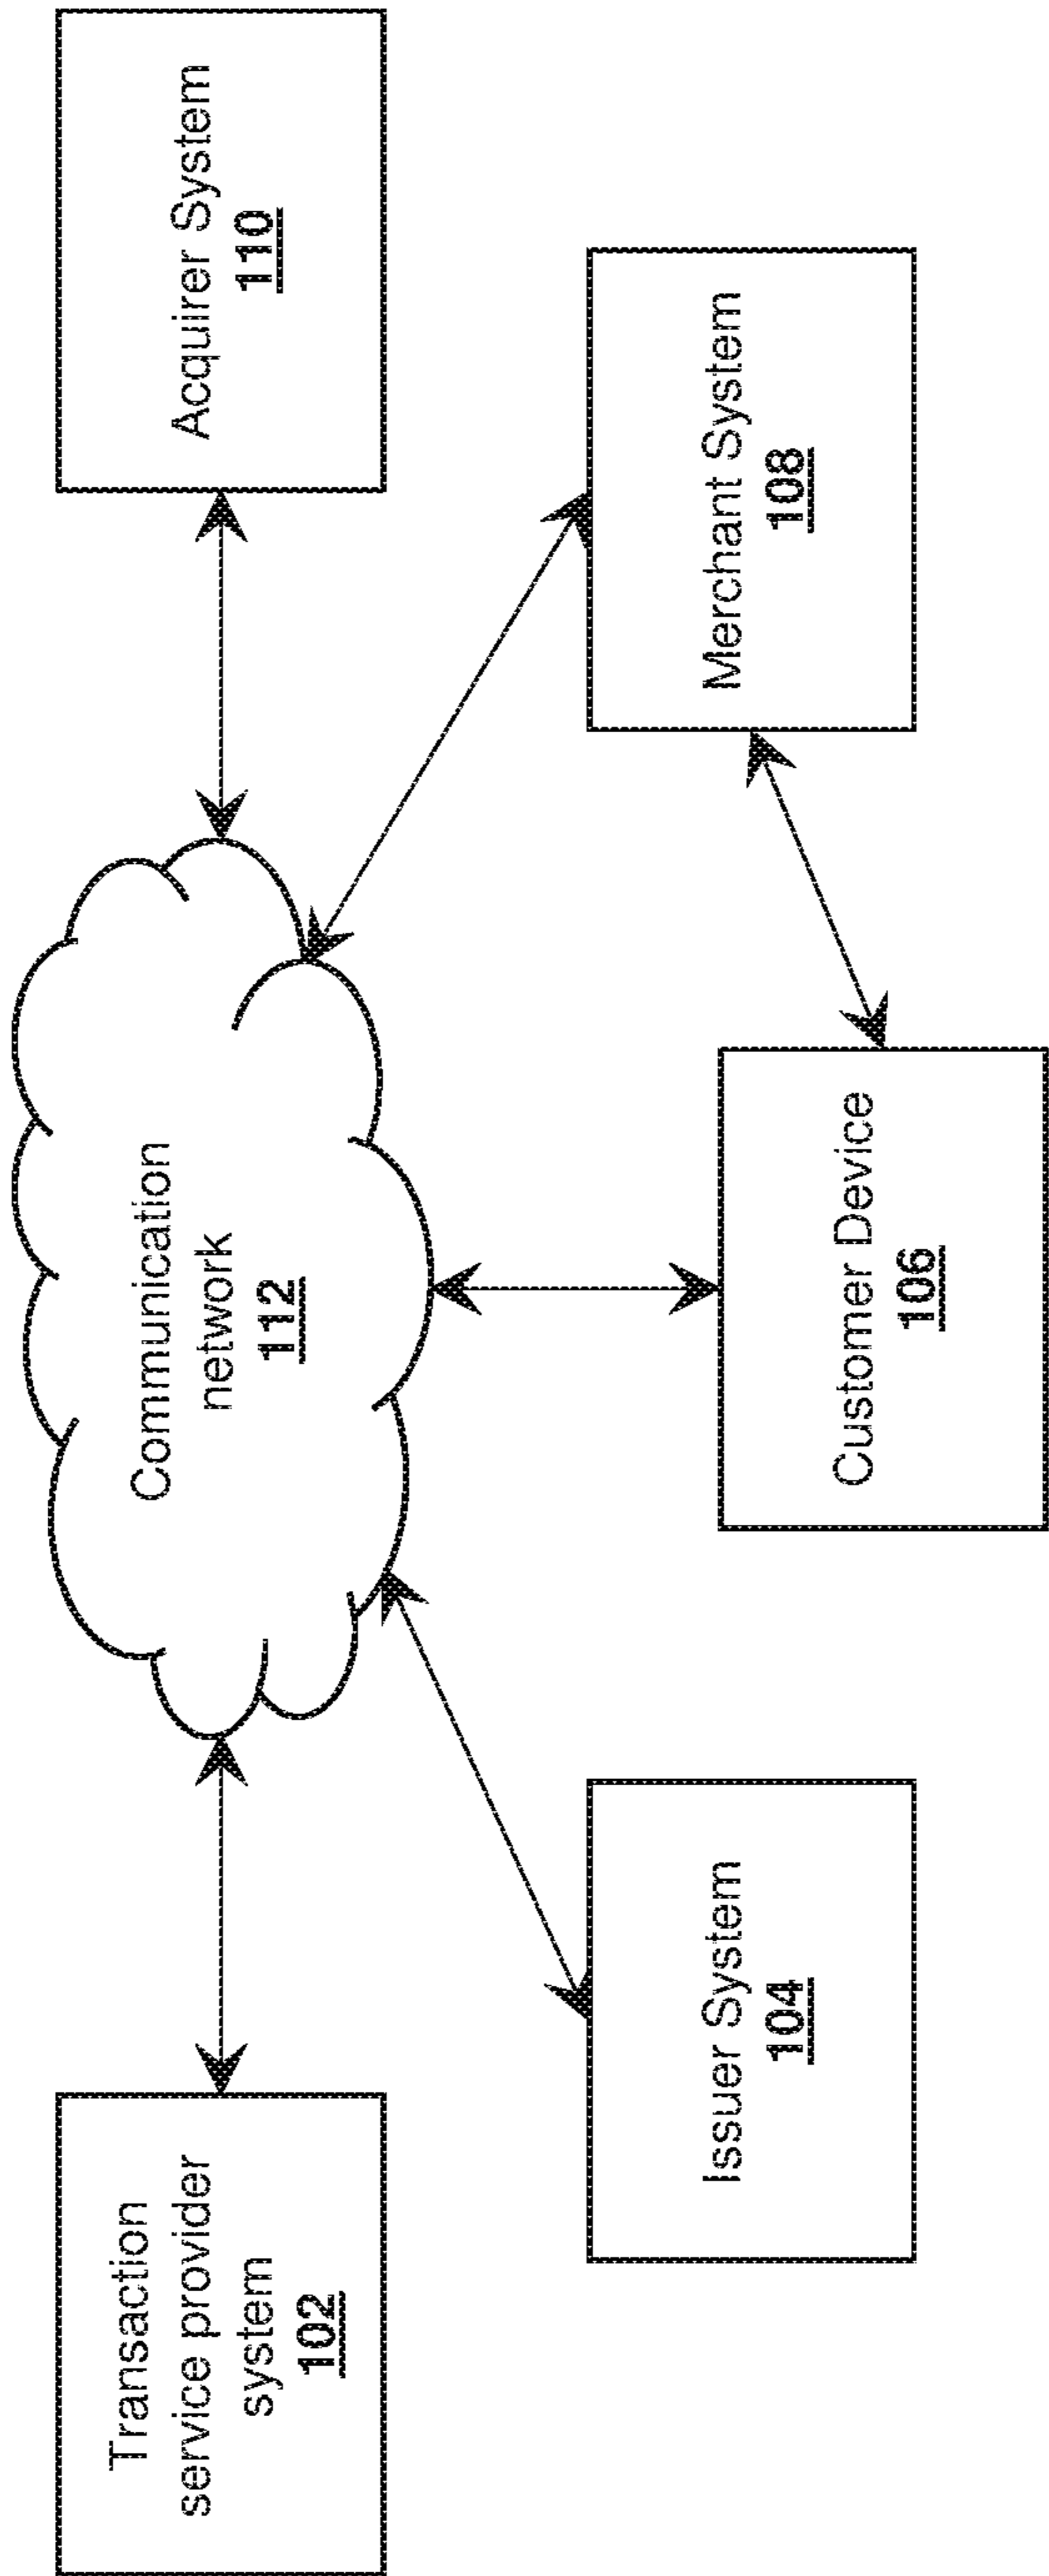 Transaction
service provider
system
102
Communication
network
112
Acquirer System
110
Issuer System
104
Merchant System
108
Customer Device
106